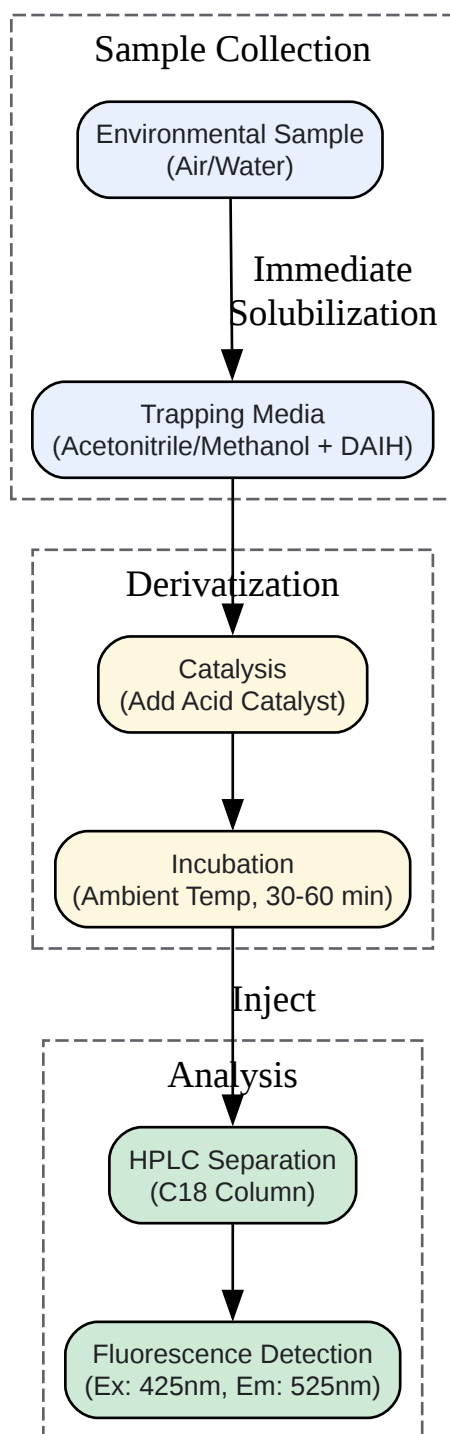 Sample Collection
Environmental Sample
(Air/Water)
Immediate
Solubilization
Trapping Media
(Acetonitrile/Methanol + DAIH)
Derivatization
Catalysis
(Add Acid Catalyst)
Incubation
(Ambient Temp, 30-60 min)
Inject
Analysis
HPLC Separation
(C18 Column)
Fluorescence Detection
(Ex: 425nm, Em: 525nm)